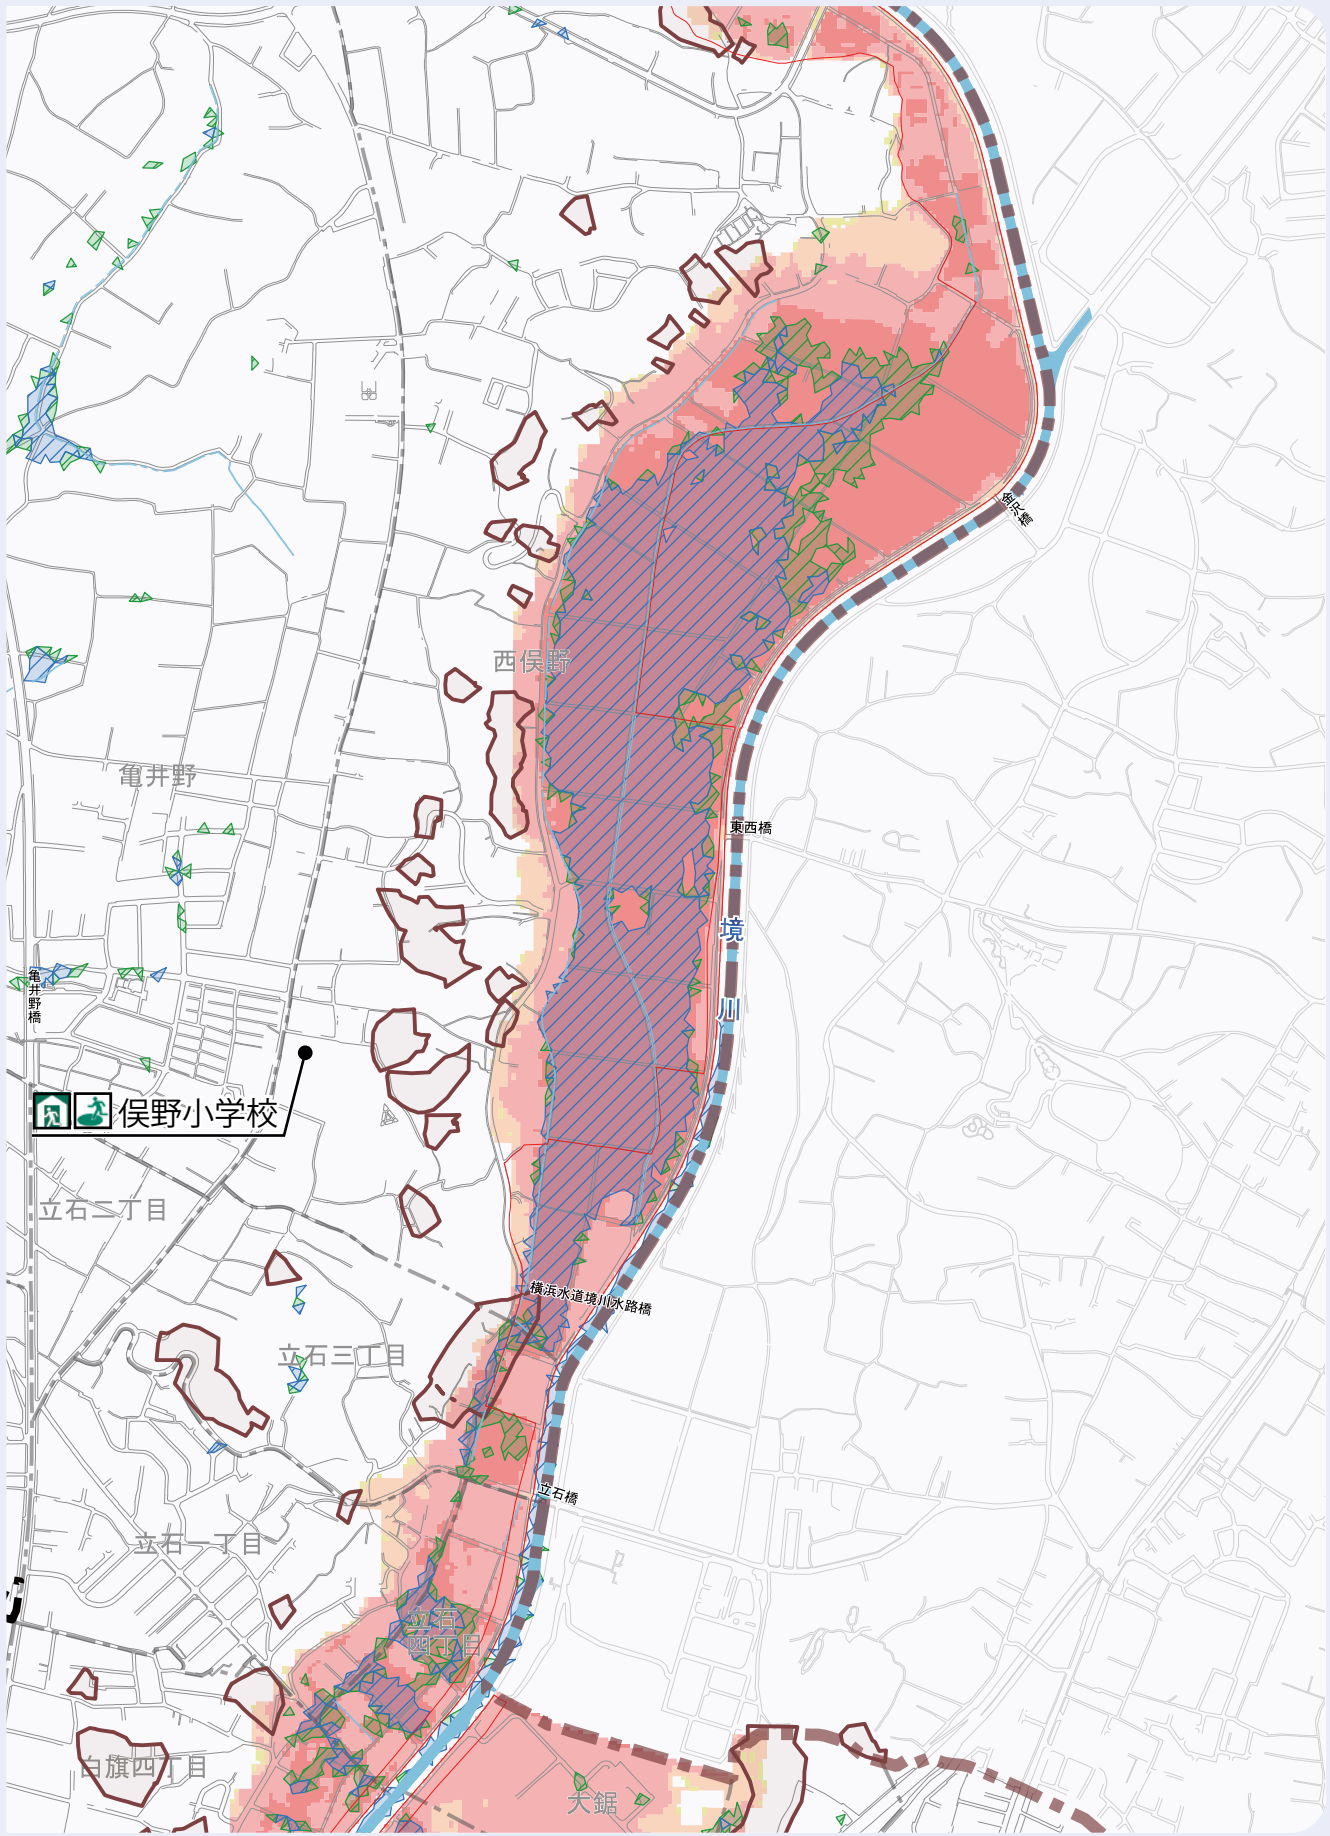 金沢橋
西俣野
亀井野
東西橋
境川
亀井野橋
俣野小学校
立石二丁目
横浜水道境川水路橋
立石三丁目
立石橋
立石一丁目
立石
四丁目
白旗四丁目
大鋸